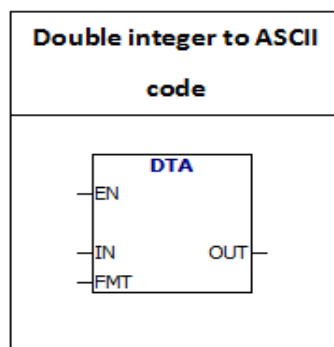 Double integer to ASCII
code
DTA
EN
IN OUT
FMT